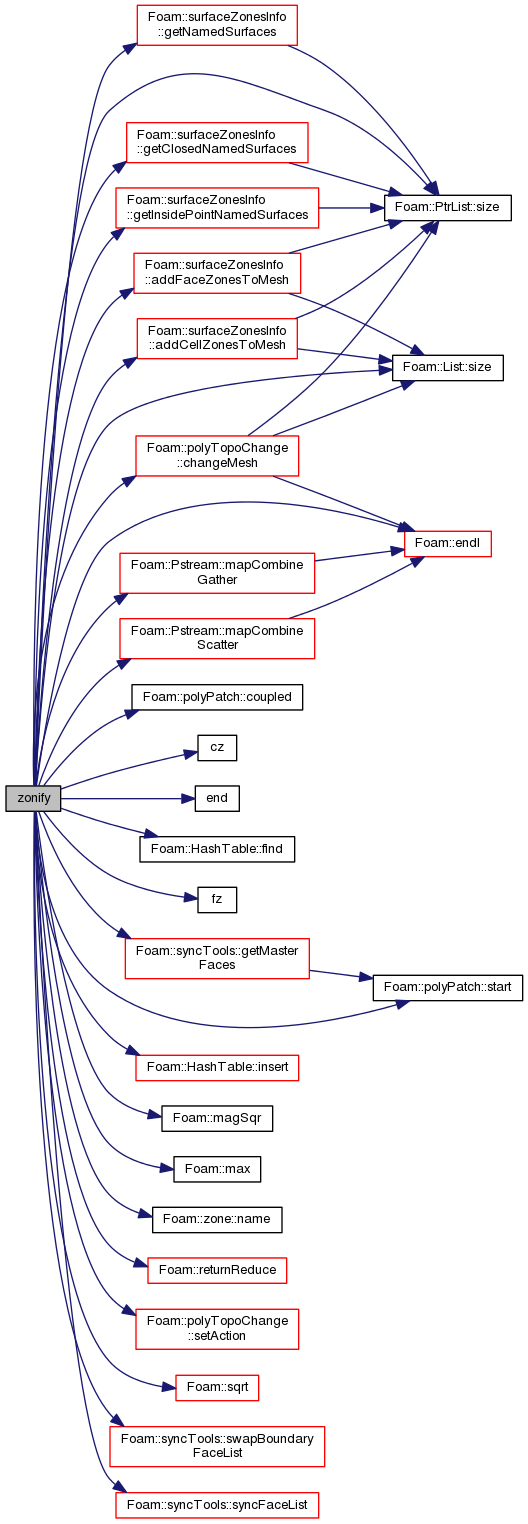 Foam::surfaceZonesInfo
::getNamedSurfaces
Foam::surfaceZonesInfo
::getClosedNamedSurfaces
Foam::surfaceZonesInfo
::getInsidePointNamedSurfaces
Foam::PtrList::size
Foam::surfaceZonesInfo
::addFaceZonesToMesh
Foam::surfaceZonesInfo
::addCellZonesToMesh
Foam::List::size
Foam::polyTopoChange
::changeMesh
Foam::endl
Foam::Pstream::mapCombine
Gather
Foam::Pstream::mapCombine
Scatter
Foam::polyPatch::coupled
cz
zonify
end
Foam::HashTable::find
fz
Foam::syncTools::getMaster
Faces
Foam::polyPatch::start
Foam::HashTable::insert
Foam::magSqr
Foam::max
Foam::zone::name
Foam::returnReduce
Foam::polyTopoChange
::setAction
Foam::sqrt
Foam::syncTools::swapBoundary
FaceList
Foam::syncTools::syncFaceList